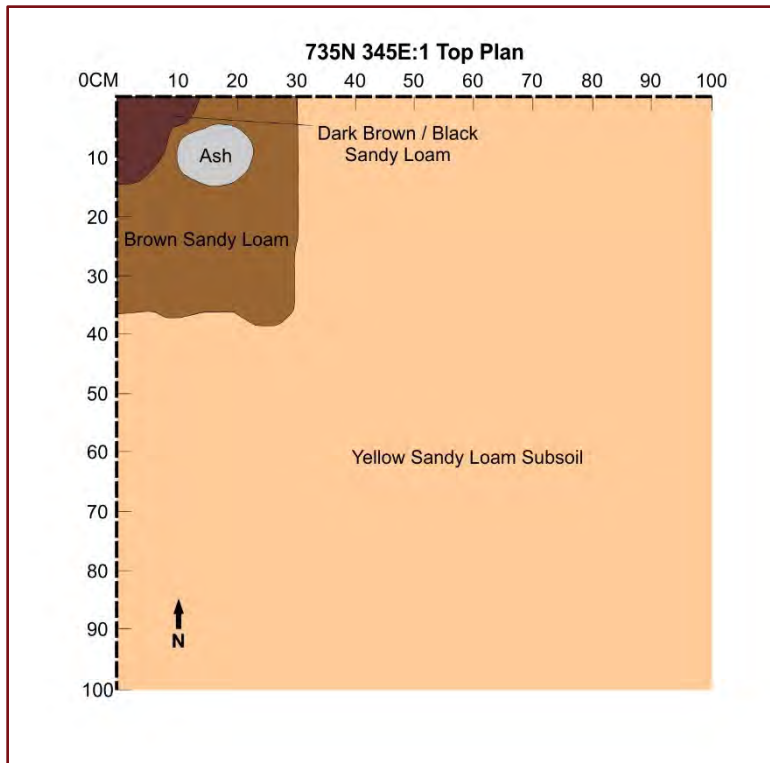 735N 345E:1 Top Plan
0CM 10 20 30 40 50 60 70 80 90 100
Dark Brown / Black
Sandy Loam
10
Ash
20
Brown Sandy Loam
30
40
50
60
Yellow Sandy Loam Subsoil
70
80
90
N
100